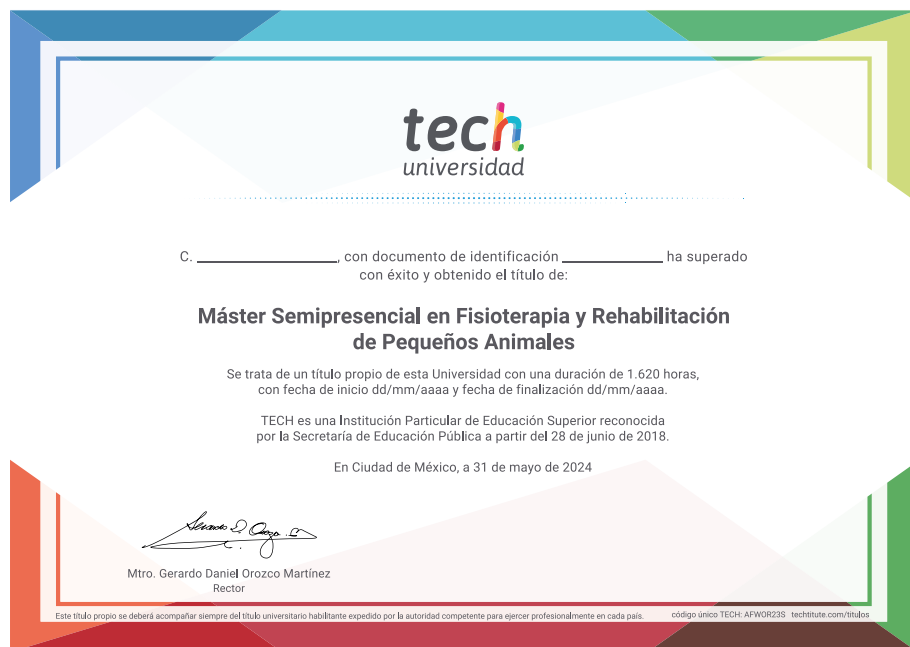 tech
universidad
C. ____________________, con documento de identificación ______________ ha superado
con éxito y obtenido el título de:
Máster Semipresencial en Fisioterapia y Rehabilitación
de Pequeños Animales
Se trata de un título propio de esta Universidad con una duración de 1.620 horas,
con fecha de inicio dd/mm/aaaa y fecha de finalización dd/mm/aaaa.
TECH es una Institución Particular de Educación Superior reconocida
por la Secretaría de Educación Pública a partir del 28 de junio de 2018.
En Ciudad de México, a 31 de mayo de 2024
Mtro. Gerardo Daniel Orozco Martínez
Rector
Este título propio se deberá acompañar siempre del título universitario habilitante expedido por la autoridad competente para ejercer profesionalmente en cada país. código único TECH: AFWOR23S techtitute.com/titulos